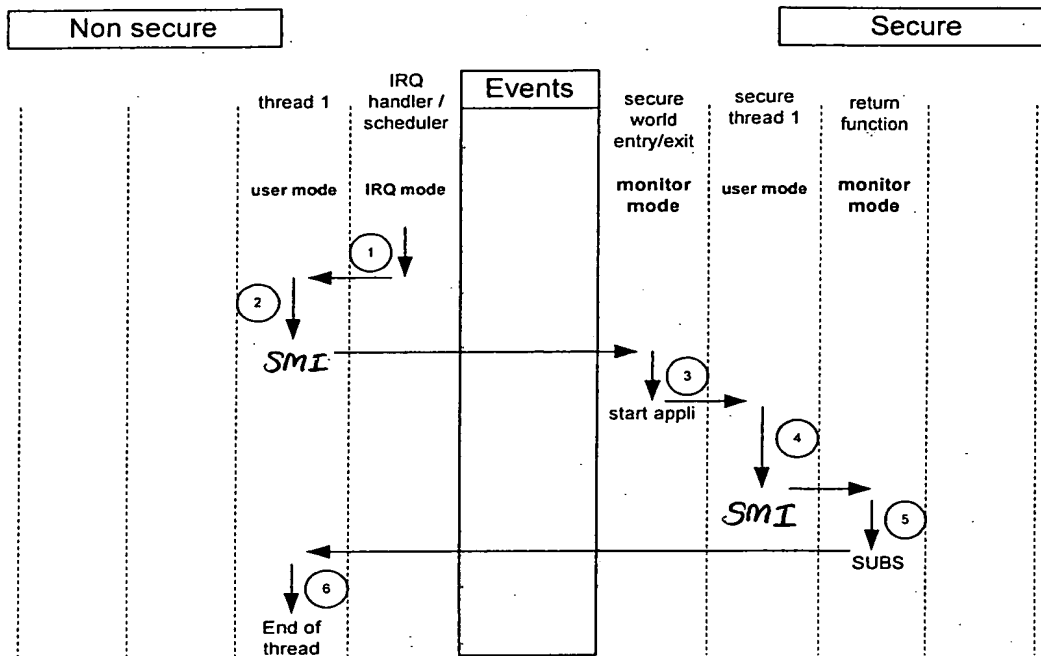 Non secure
Secure
Events
thread 1
IRQ
handler /
scheduler
secure
world
entry/exit
secure
thread 1
return
function
user mode
IRQ mode
monitor
mode
user mode
monitor
mode
1
2
SMI
3
start appli
4
SMI
5
SUBS
6
End of
thread